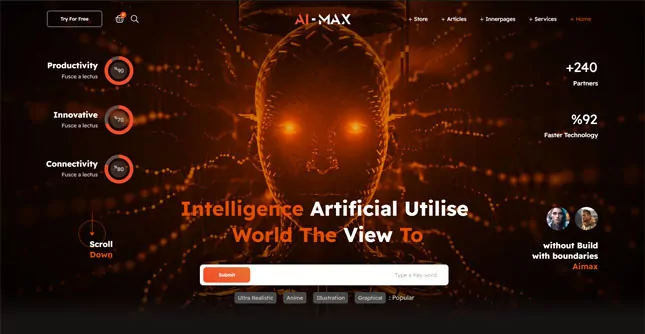 Try For Free
AI-MAX
+ Store
+ Articles
+ Innerpages
+ Services
+ Home
Productivity
Fusce a lectus
%90
Innovative
Fusce a lectus
%70
Connectivity
Fusce a lectus
%80
+240
Partners
%92
Faster Technology
Intelligence Artificial Utilise
World The View To
Scroll
Down
without Build
with boundaries
Aimax
Submit
Type a Key word
Ultra Realistic
Anime
Illustration
Graphical
: Popular